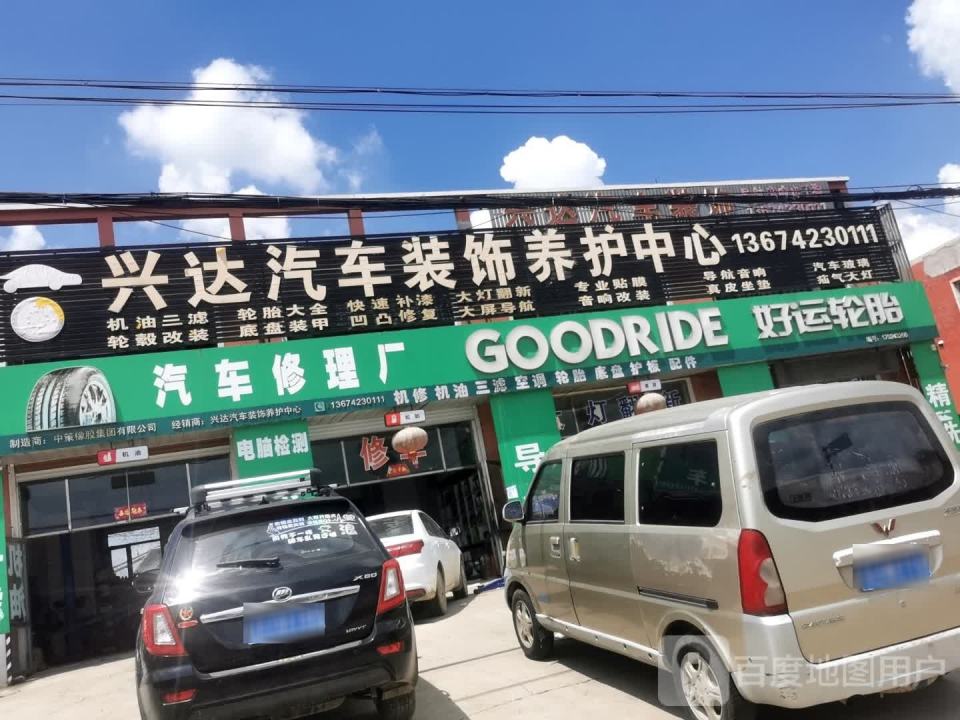 兴达汽车装饰养护中心 13674230111
机油三滤 轮胎大全 快速补漆 大灯翻新 专业贴膜 导航音响 汽车玻璃
轮毂改装 底盘装甲 凹凸修复 大屏导航 音响改装 真皮坐垫 疝气大灯
汽车修理厂 GOODRIDE 好运轮胎
机修 机油 三滤 空调 轮胎 底盘 护板 配件
制造商:中策橡胶集团有限公司 经销商:兴达汽车装饰养护中心 13674230111
机油
电脑检测
修车
导
精洗
X60
百度地图用户